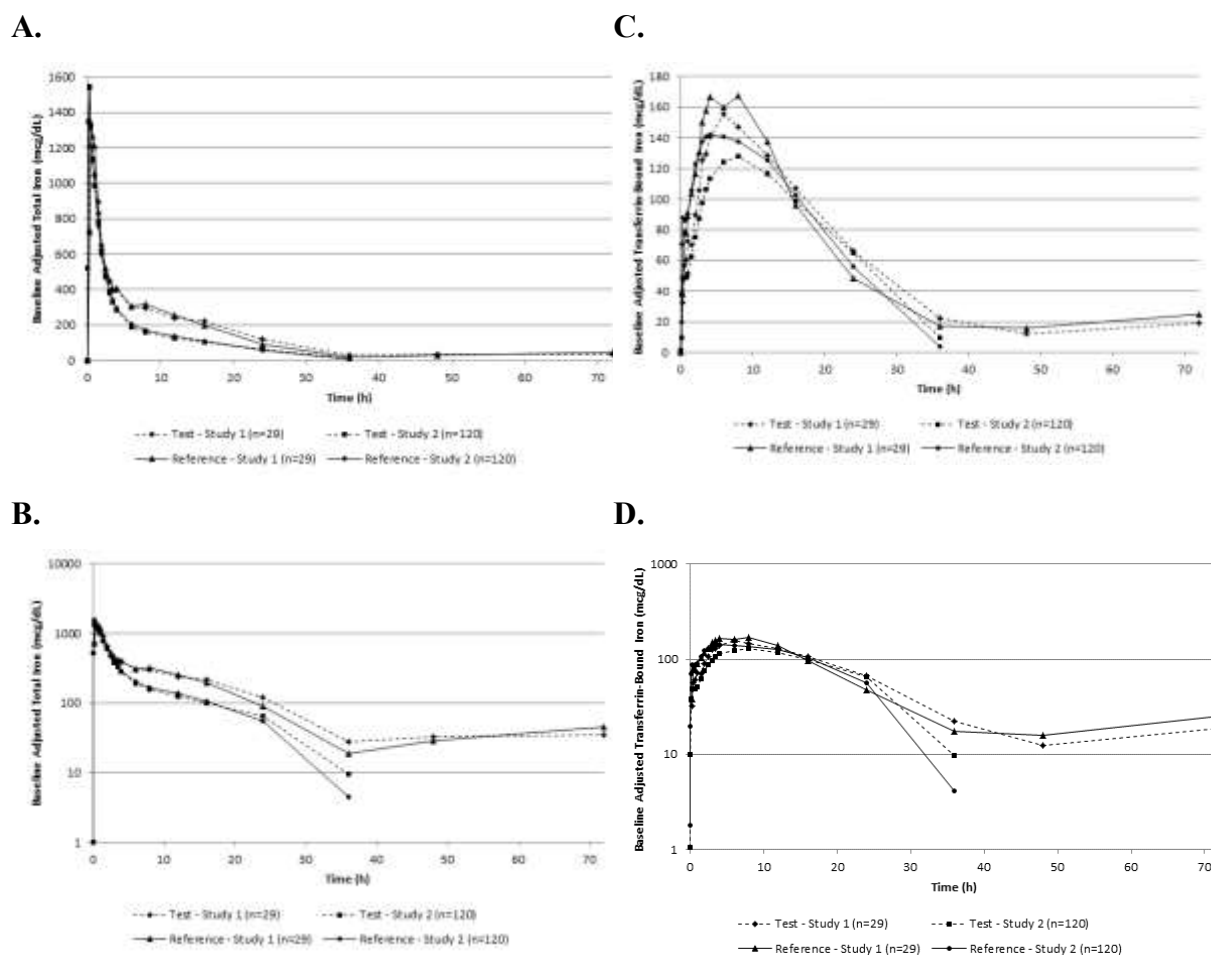 A.
Baseline Adjusted Total Iron (mcg/dL)
1600
1400
1200
1000
800
600
400
200
0
0 10 20 30 40 50 60 70
Time (h)
Test - Study 1 (n=29) Test - Study 2 (n=120)
Reference - Study 1 (n=29) Reference - Study 2 (n=120)
B.
Baseline Adjusted Total Iron (mcg/dL)
10000
1000
100
10
1
0 10 20 30 40 50 60 70
Time (h)
Test - Study 1 (n=29) Test - Study 2 (n=120)
Reference - Study 1 (n=29) Reference - Study 2 (n=120)
C.
Baseline Adjusted Transferrin-Bound Iron (mcg/dL)
180
160
140
120
100
80
60
40
20
0
0 10 20 30 40 50 60 70
Time (h)
Test - Study 1 (n=29) Test - Study 2 (n=120)
Reference - Study 1 (n=29) Reference - Study 2 (n=120)
D.
Baseline Adjusted Transferrin-Bound Iron (mcg/dL)
1000
100
10
1
0 10 20 30 40 50 60 70
Time (h)
Test - Study 1 (n=29) Test - Study 2 (n=120)
Reference - Study 1 (n=29) Reference - Study 2 (n=120)